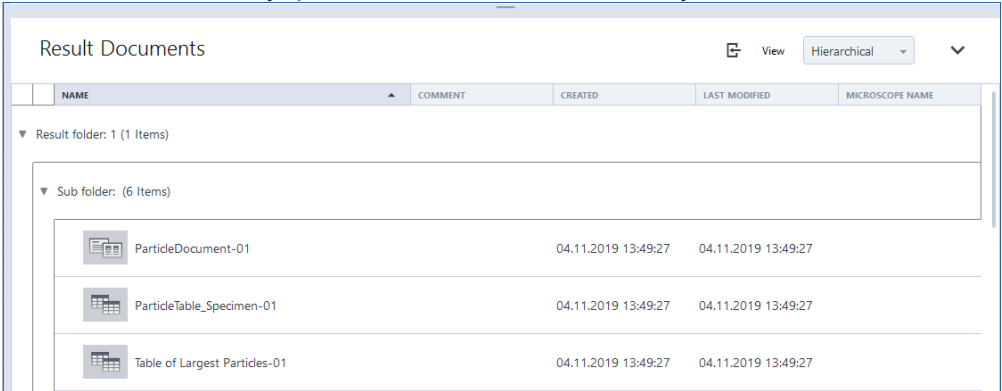 Result Documents
View Hierarchical
NAME COMMENT CREATED LAST MODIFIED MICROSCOPE NAME
Result folder: 1 (1 Items)
Sub folder: (6 Items)
ParticleDocument-01 04.11.2019 13:49:27 04.11.2019 13:49:27
ParticleTable_Specimen-01 04.11.2019 13:49:27 04.11.2019 13:49:27
Table of Largest Particles-01 04.11.2019 13:49:27 04.11.2019 13:49:27